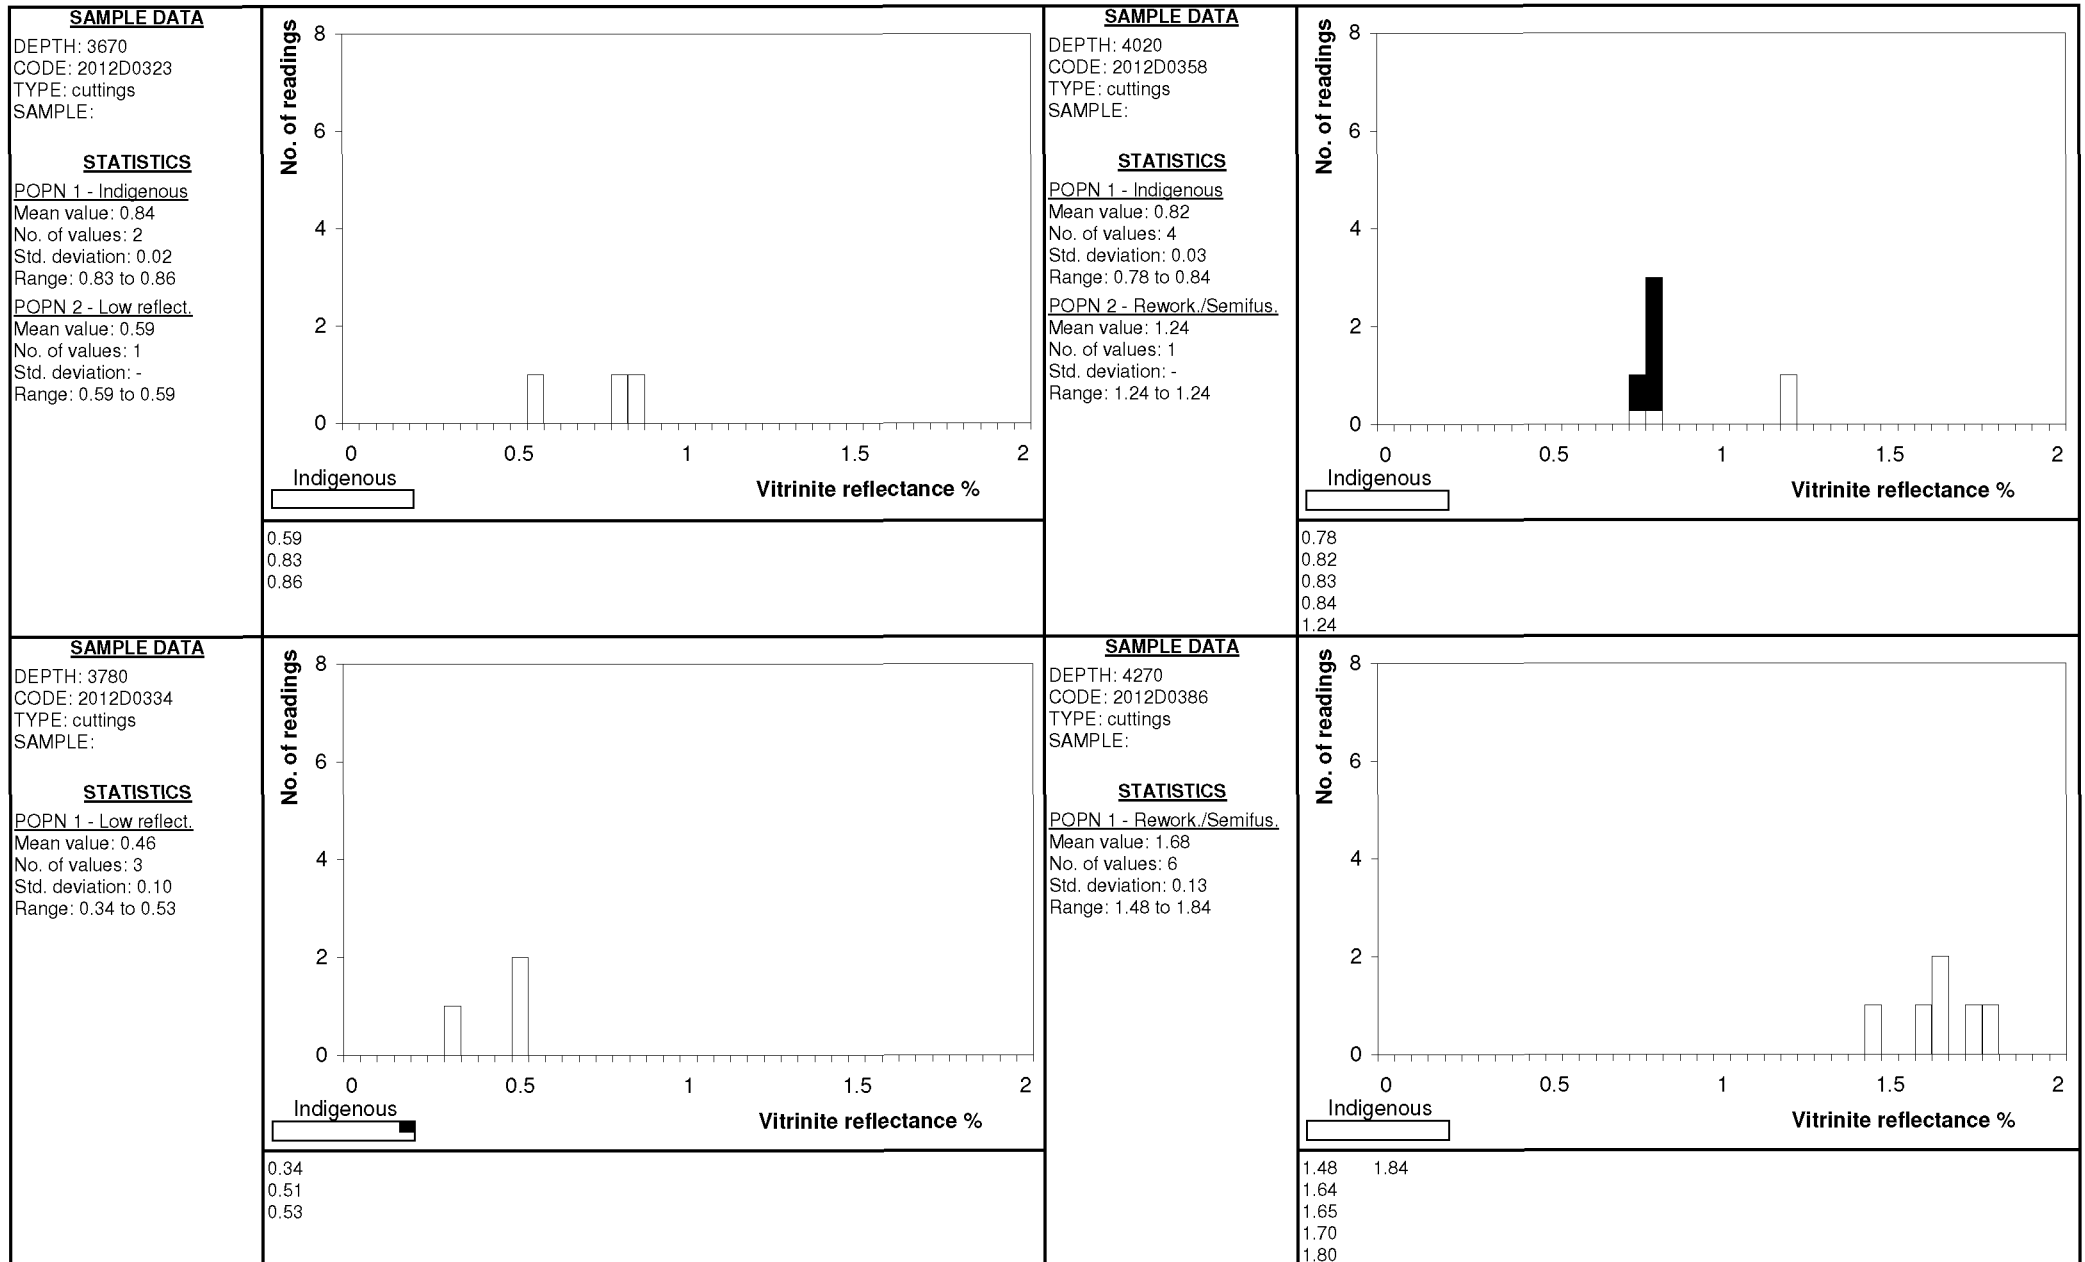 SAMPLE DATA
DEPTH: 3670
CODE: 2012D0323
TYPE: cuttings
SAMPLE:
STATISTICS
POPN 1 - Indigenous
Mean value: 0.84
No. of values: 2
Std. deviation: 0.02
Range: 0.83 to 0.86
POPN 2 - Low reflect.
Mean value: 0.59
No. of values: 1
Std. deviation: -
Range: 0.59 to 0.59
No. of readings
8
6
4
2
0
0 0.5 1 1.5 2
Indigenous
Vitrinite reflectance %
0.59
0.83
0.86
SAMPLE DATA
DEPTH: 4020
CODE: 2012D0358
TYPE: cuttings
SAMPLE:
STATISTICS
POPN 1 - Indigenous
Mean value: 0.82
No. of values: 4
Std. deviation: 0.03
Range: 0.78 to 0.84
POPN 2 - Rework./Semifus.
Mean value: 1.24
No. of values: 1
Std. deviation: -
Range: 1.24 to 1.24
No. of readings
8
6
4
2
0
0 0.5 1 1.5 2
Indigenous
Vitrinite reflectance %
0.78
0.82
0.83
0.84
1.24
SAMPLE DATA
DEPTH: 3780
CODE: 2012D0334
TYPE: cuttings
SAMPLE:
STATISTICS
POPN 1 - Low reflect.
Mean value: 0.46
No. of values: 3
Std. deviation: 0.10
Range: 0.34 to 0.53
No. of readings
8
6
4
2
0
0 0.5 1 1.5 2
Indigenous
Vitrinite reflectance %
0.34
0.51
0.53
SAMPLE DATA
DEPTH: 4270
CODE: 2012D0386
TYPE: cuttings
SAMPLE:
STATISTICS
POPN 1 - Rework./Semifus.
Mean value: 1.68
No. of values: 6
Std. deviation: 0.13
Range: 1.48 to 1.84
No. of readings
8
6
4
2
0
0 0.5 1 1.5 2
Indigenous
Vitrinite reflectance %
1.48 1.84
1.64
1.65
1.70
1.80